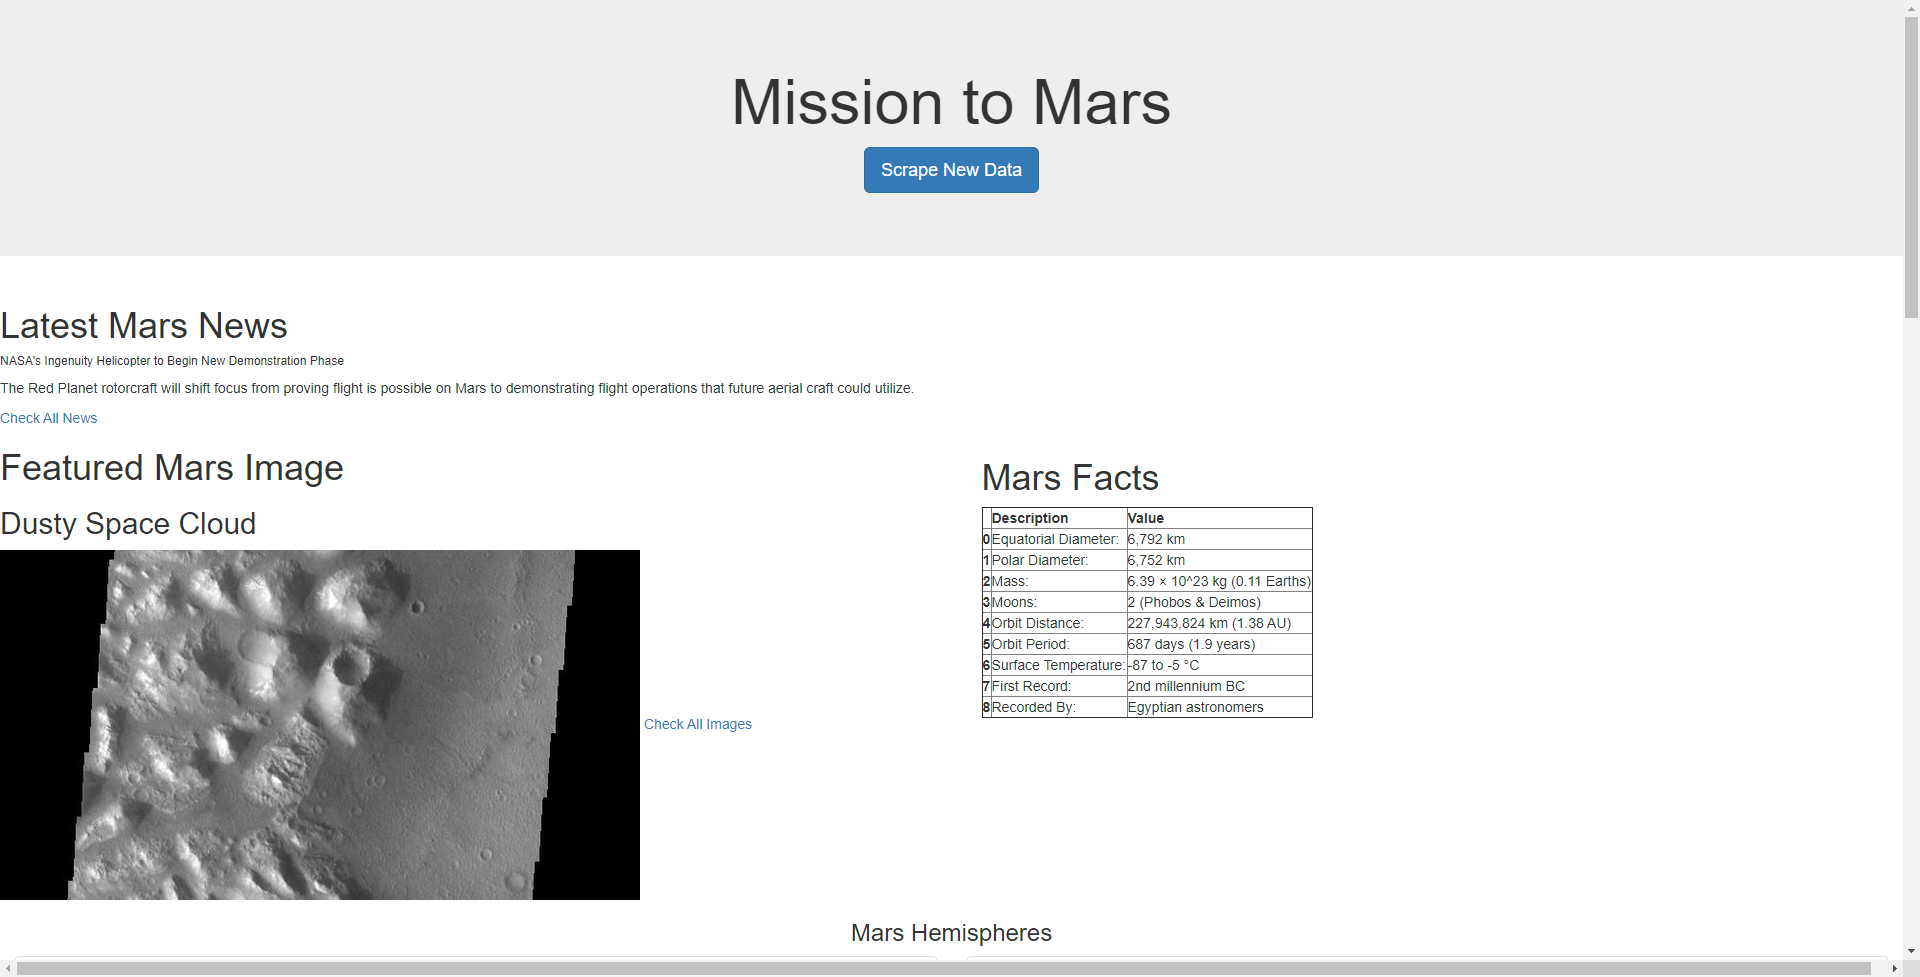 Mission to Mars
Scrape New Data
Latest Mars News
NASA's Ingenuity Helicopter to Begin New Demonstration Phase
The Red Planet rotorcraft will shift focus from proving flight is possible on Mars to demonstrating flight operations that future aerial craft could utilize.
Check All News
Featured Mars Image
Dusty Space Cloud
Check All Images
Mars Facts
Description Value
0 Equatorial Diameter: 6,792 km
1 Polar Diameter: 6,752 km
2 Mass: 6.39 × 10^23 kg (0.11 Earths)
3 Moons: 2 (Phobos & Deimos)
4 Orbit Distance: 227,943,824 km (1.38 AU)
5 Orbit Period: 687 days (1.9 years)
6 Surface Temperature: -87 to -5 °C
7 First Record: 2nd millennium BC
8 Recorded By: Egyptian astronomers
Mars Hemispheres